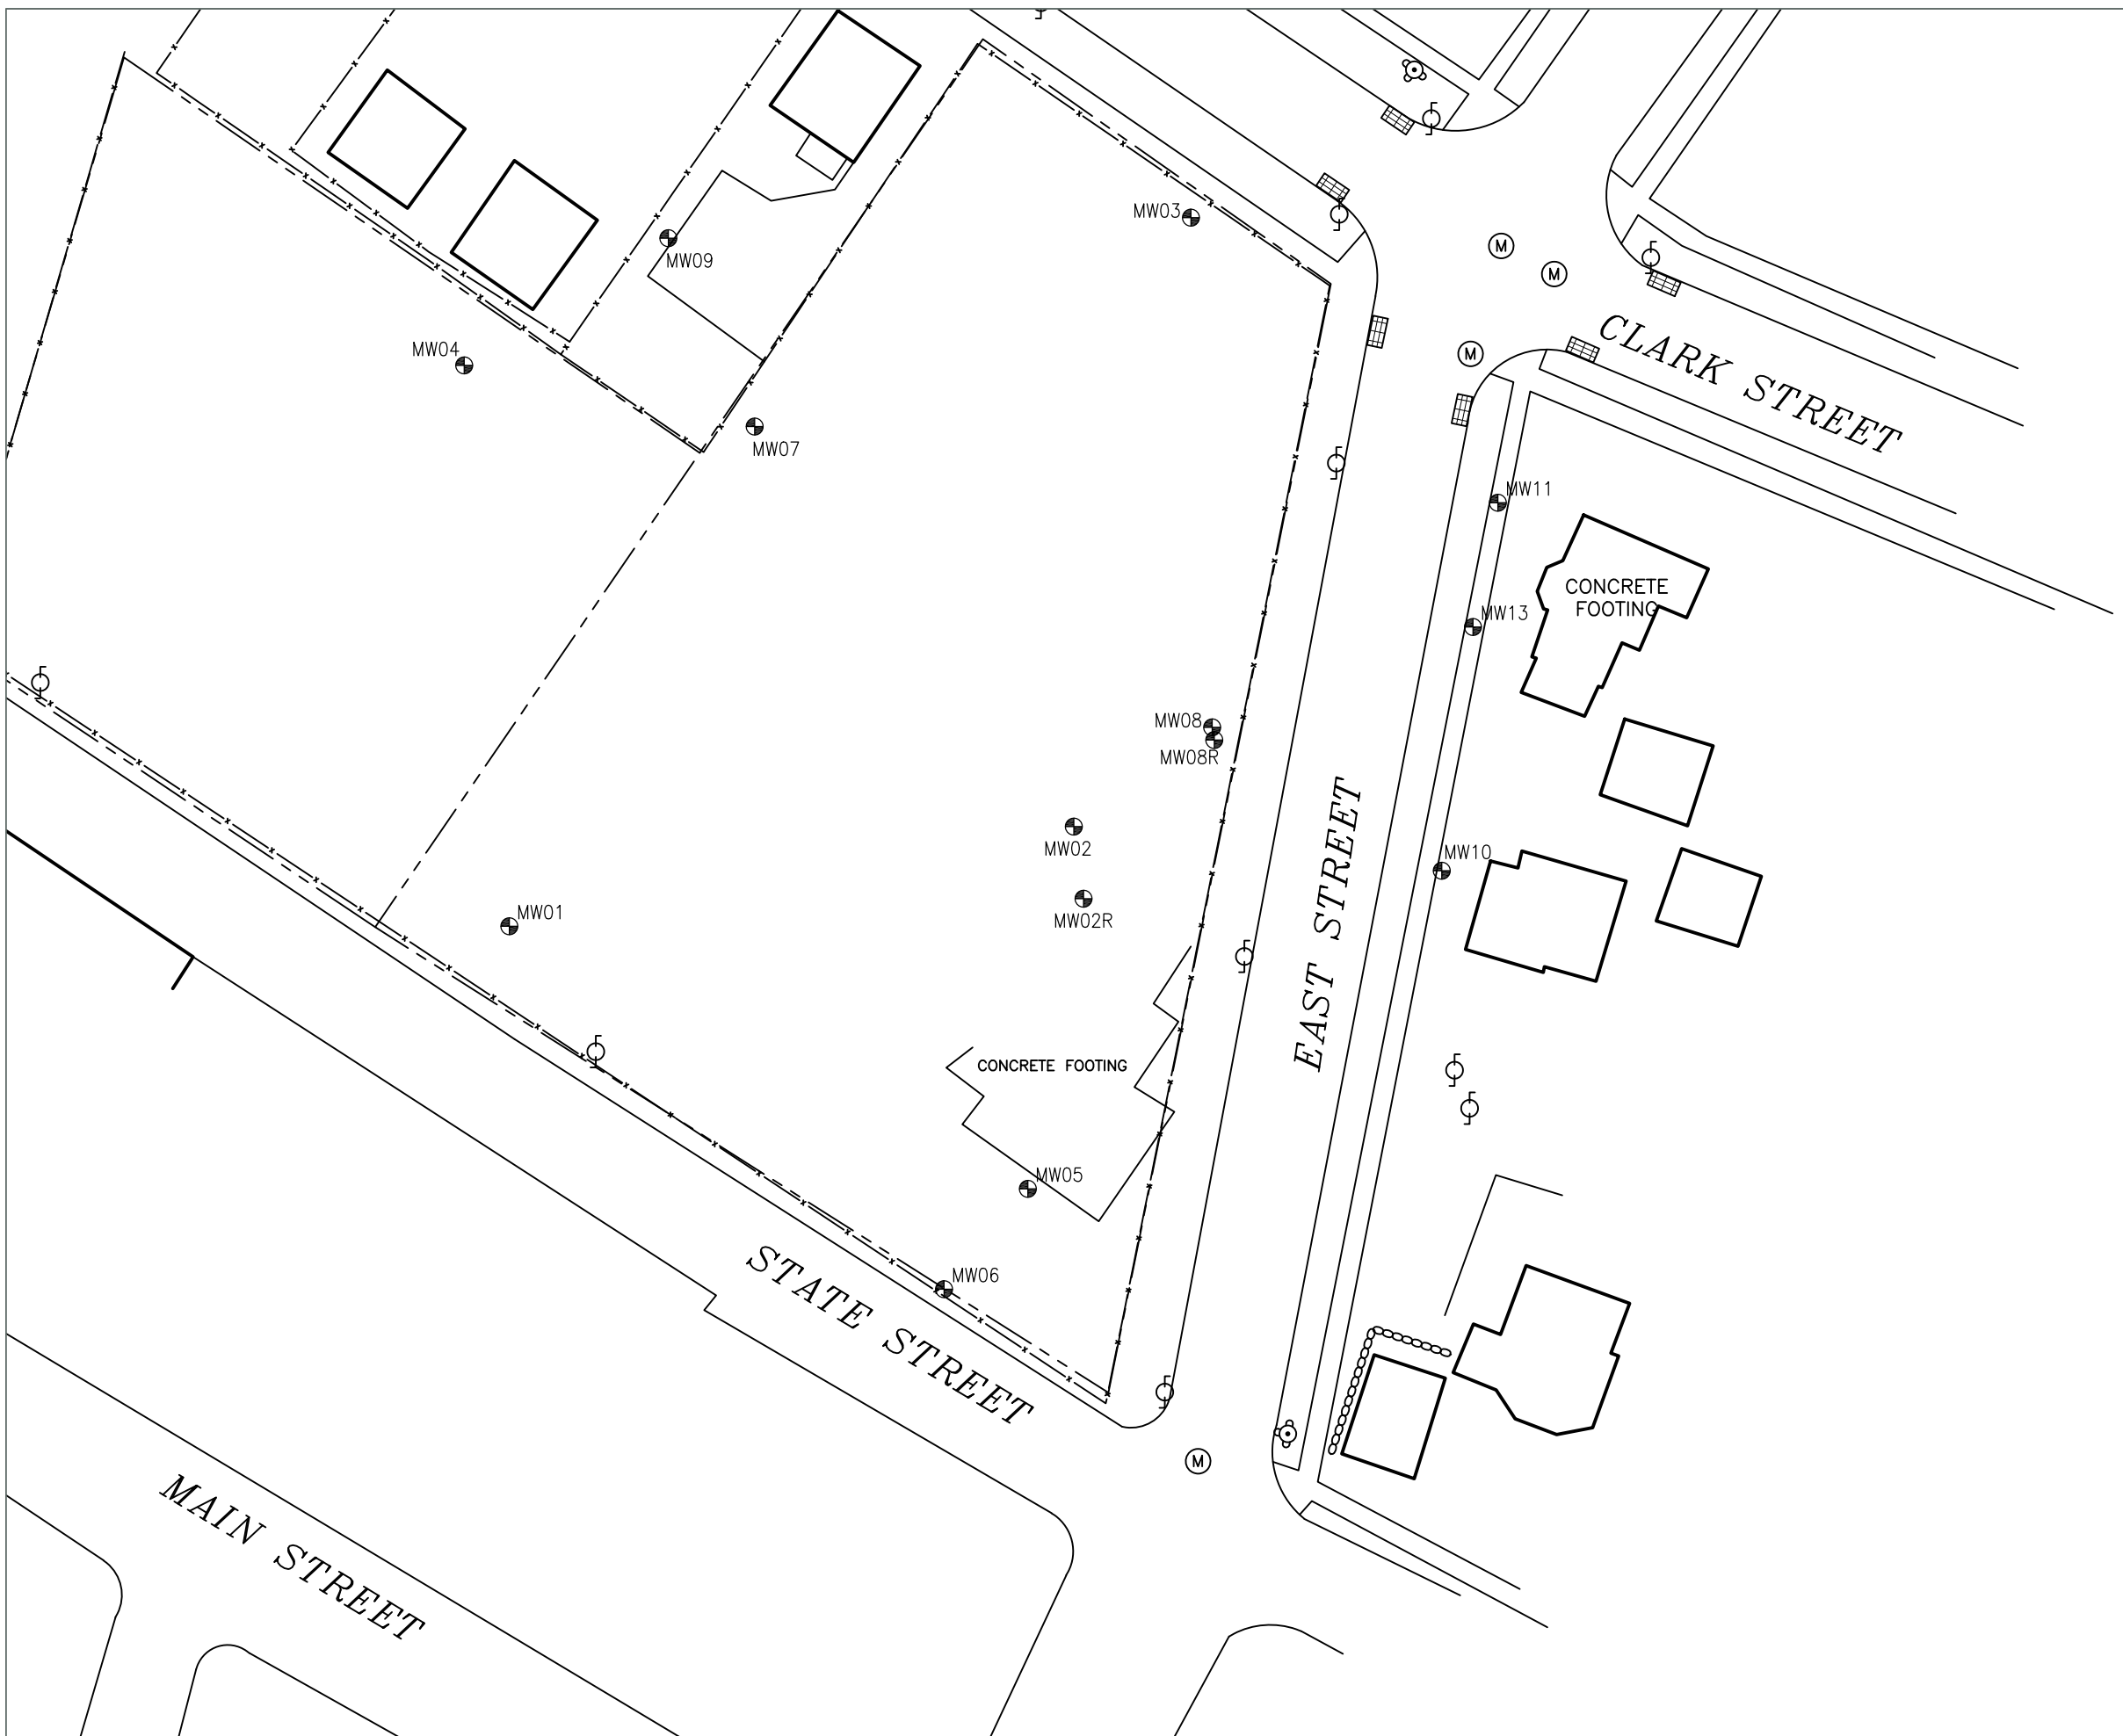 MW03
MW09
M
M
CLARK STREET
MW04
M
MW07
MW11
CONCRETE
FOOTING
MW13
MW08
MW08R
MW02
MW10
EAST STREET
MW01
MW02R
CONCRETE FOOTING
MW05
MW06
STATE STREET
M
MAIN STREET